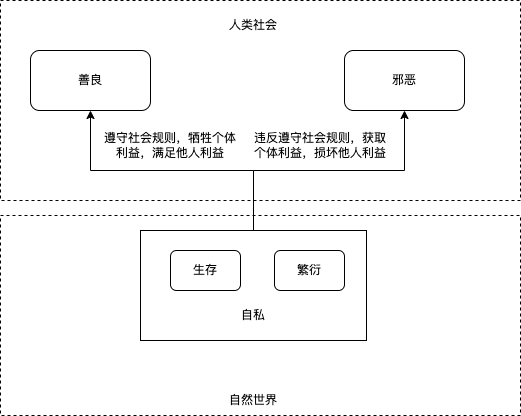 人类社会
善良
邪恶
遵守社会规则，牺牲个体
利益，满足他人利益
违反遵守社会规则，获取
个体利益，损坏他人利益
生存
繁衍
自私
自然世界